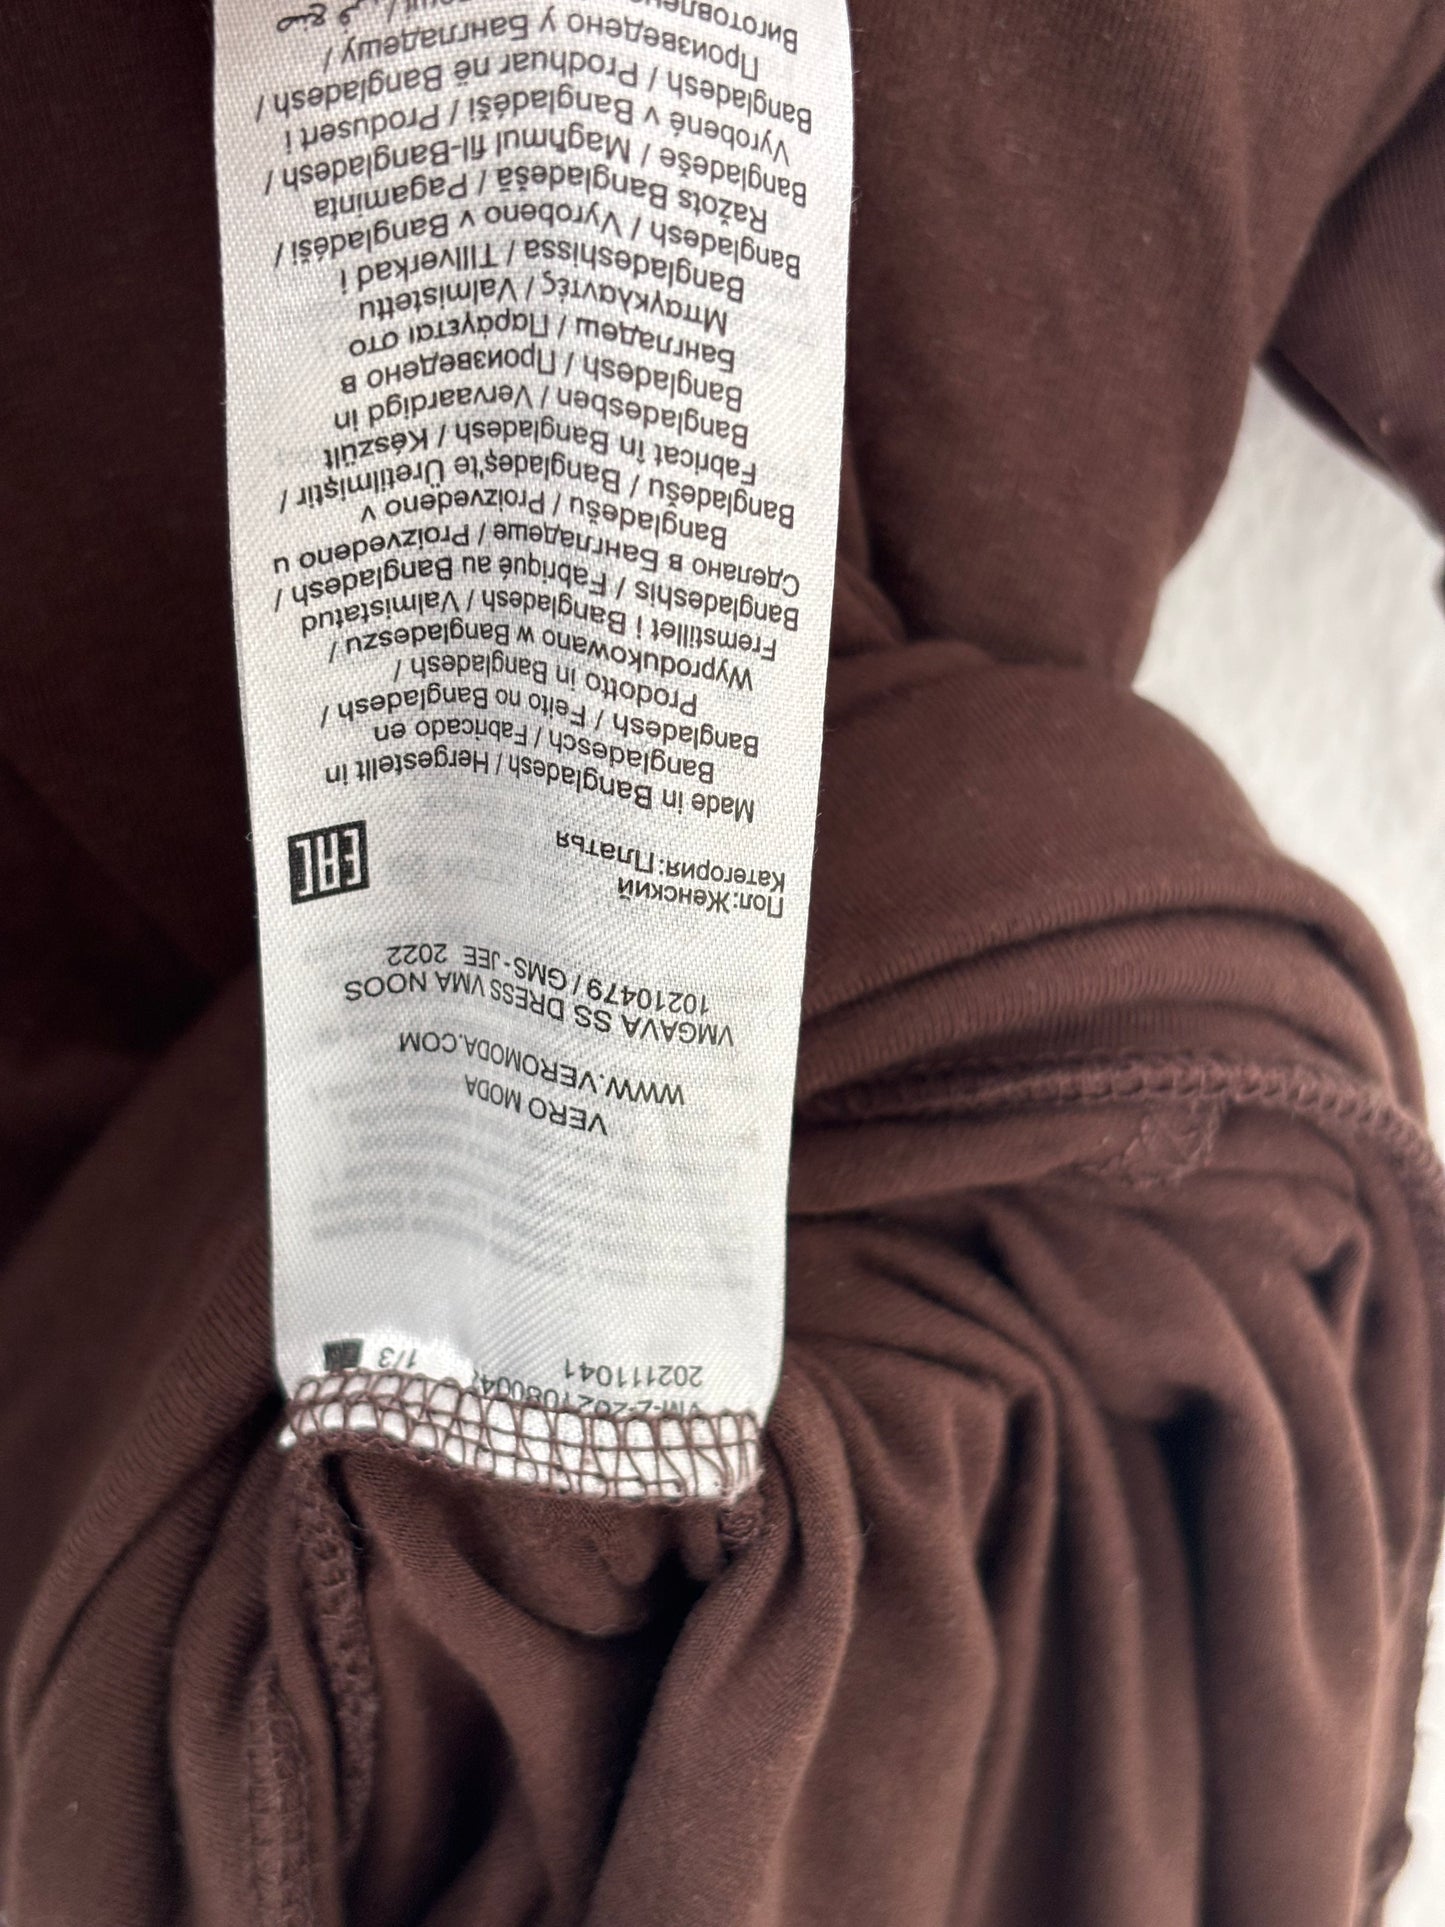 202111041
1/3
VERO MODA
WWW.VEROMODA.COM
VMGAVA SS DRESS VMA NOOS
10210479 / GMS-JEE 2022
Пол:Женский
Категория:Платья
EAC
Made in Bangladesh / Hergestellt in
Bangladesch / Fabricado en
Bangladesh / Feito no Bangladesh /
Prodotto in Bangladesh /
Wyprodukowano w Bangladeszu /
Fremstillet i Bangladesh / Valmistatud
Bangladeshis / Fabriqué au Bangladesh /
Сделано в Бангладеше / Proizvedeno u
Bangladešu / Proizvedeno v
Bangladešu / Bangladeş'te Üretilmiştir /
Fabricat în Bangladesh / Készült
Bangladesben / Vervaardigd in
Bangladesh / Произведено в
Бангладеш / Παράγεται στο
Μπαγκλαντές / Valmistettu
Bangladeshissa / Tillverkad i
Bangladesh / Vyrobeno v Bangladéši /
Ražots Bangladešā / Pagaminta
Bangladeše / Magħmul fil-Bangladesh /
Vyrobené v Bangladéši / Produsert i
Bangladesh / Prodhuar në Bangladesh /
Произведено у Бангладешу /